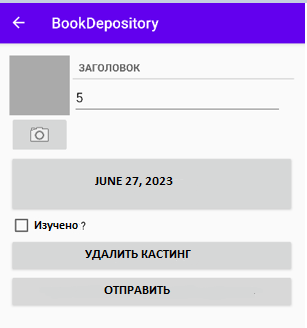 BookDepository
ЗАГОЛОВОК
5
JUNE 27, 2023
Изучено ?
УДАЛИТЬ КАСТИНГ
ОТПРАВИТЬ